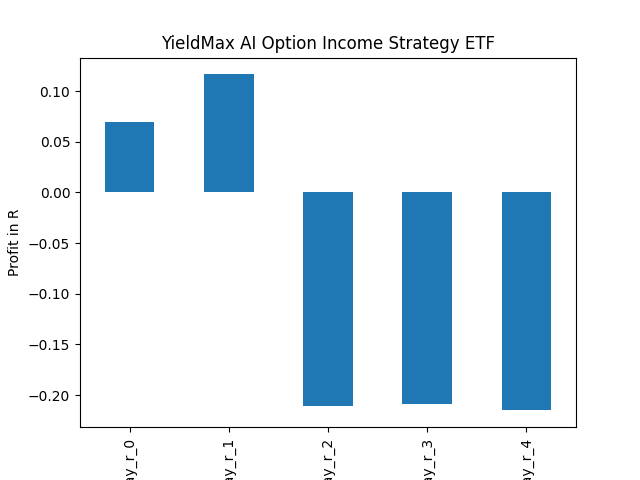 YieldMax AI Option Income Strategy ETF
Profit in R
0.10
0.05
0.00
−0.05
−0.10
−0.15
−0.20
ay_r_0
ay_r_1
ay_r_2
ay_r_3
ay_r_4